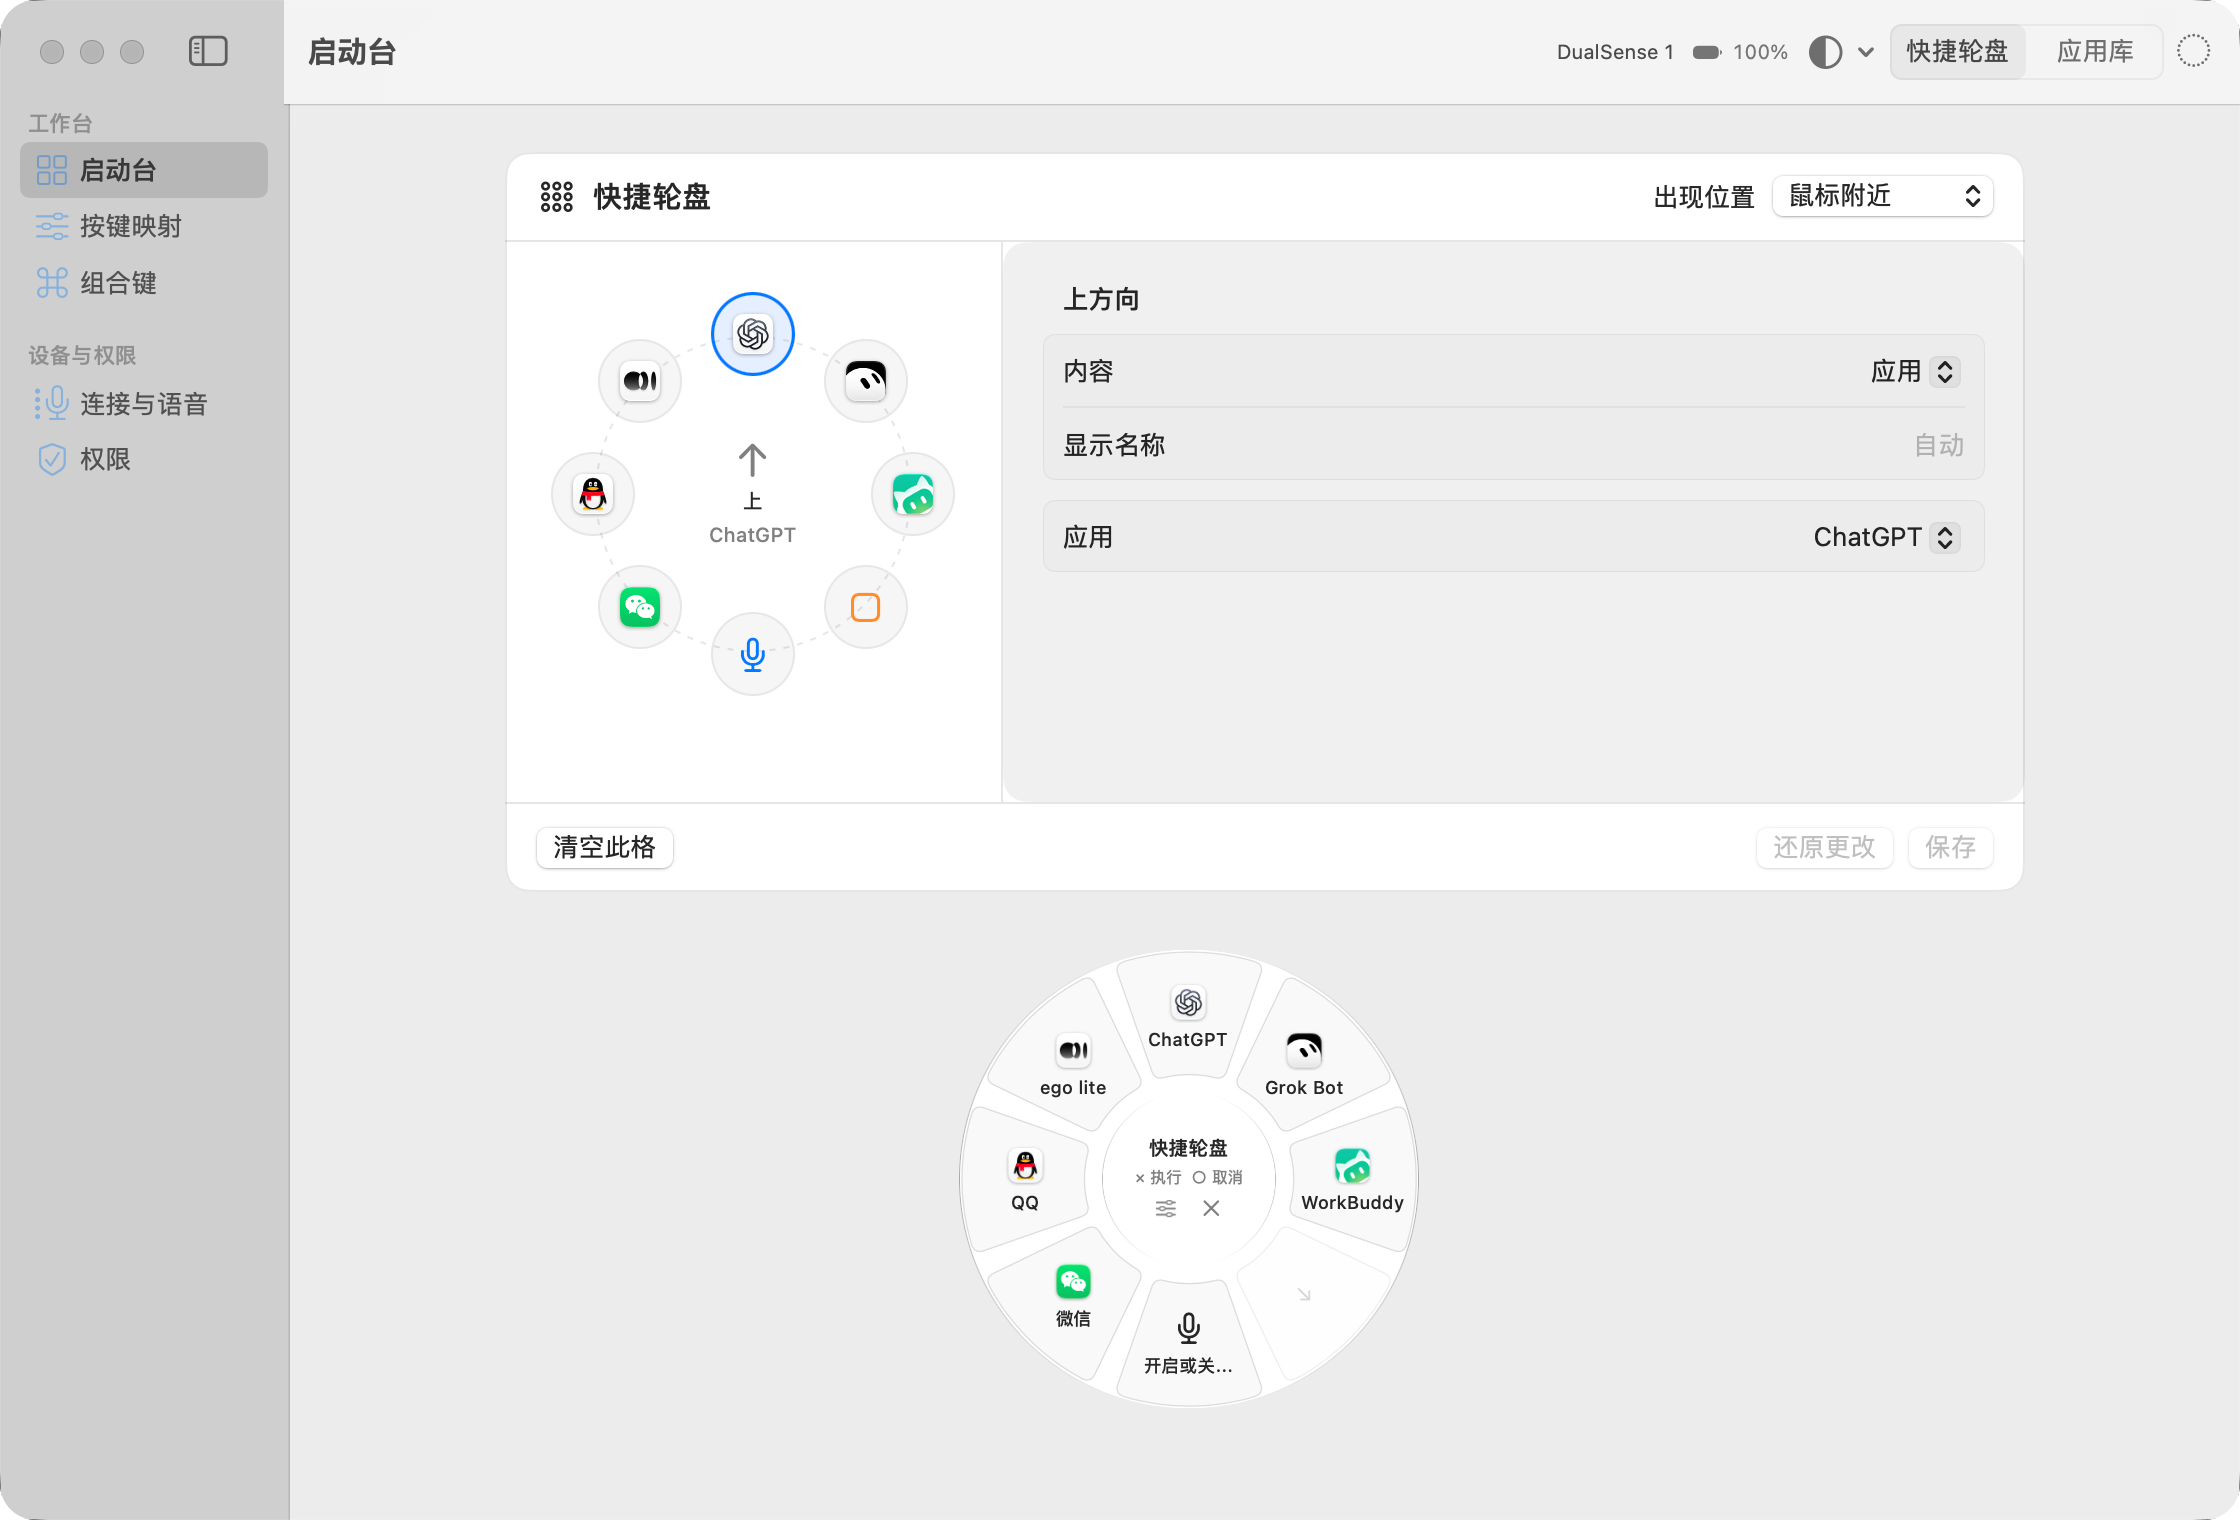 启动台
DualSense 1 100% 快捷轮盘 应用库
工作台
启动台
按键映射
组合键
设备与权限
连接与语音
权限
快捷轮盘
出现位置 鼠标附近
上
ChatGPT
上方向
内容 应用
显示名称 自动
应用 ChatGPT
清空此格
还原更改 保存
ChatGPT
ego lite
Grok Bot
QQ
快捷轮盘
× 执行 ○ 取消
WorkBuddy
微信
开启或关...